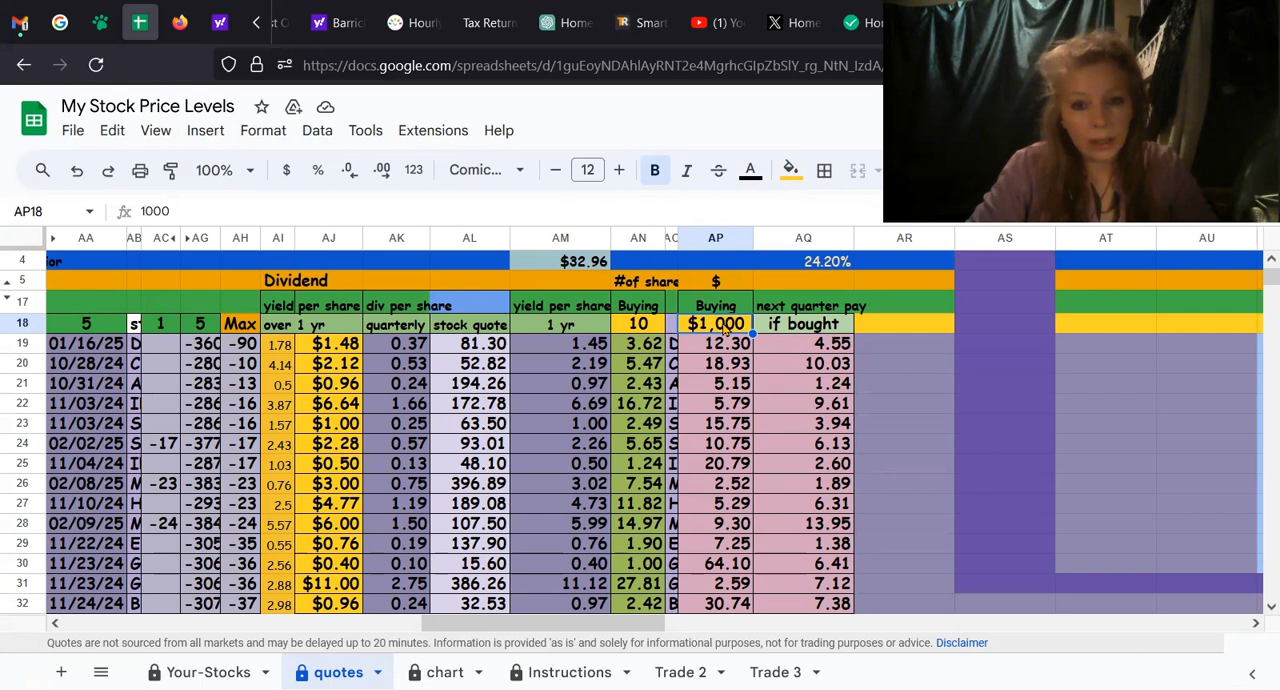 st O Barric Hourly Tax Return Home Smart (1) Yo Home Ho
https://docs.google.com/spreadsheets/d/1guEoyNDAhlAyRNT2e4MgrhcGIpZbSlY_rg_NtN_IzdA/
My Stock Price Levels
File Edit View Insert Format Data Tools Extensions Help
100% $ % .0 .00 123 Comic... 12 B I S A
AP18 fx 1000
AA AB AC AG AH AI AJ AK AL AM AN AO AP AQ AR AS AT AU
4 ior $32.96 24.20%
5 Dividend #of share $
17 yield per share div per share yield per share Buying Buying next quarter pay
18 5 st 1 5 Max over 1 yr quarterly stock quote 1 yr 10 $1,000 if bought
19 01/16/25 D -360 -90 1.78 $1.48 0.37 81.30 1.45 3.62 D 12.30 4.55
20 10/28/24 C -280 -10 4.14 $2.12 0.53 52.82 2.19 5.47 C 18.93 10.03
21 10/31/24 A -283 -13 0.5 $0.96 0.24 194.26 0.97 2.43 A 5.15 1.24
22 11/03/24 I -286 -16 3.87 $6.64 1.66 172.78 6.69 16.72 I 5.79 9.61
23 11/03/24 S -286 -16 1.57 $1.00 0.25 63.50 1.00 2.49 S 15.75 3.94
24 02/02/25 S -17 -377 -17 2.43 $2.28 0.57 93.01 2.26 5.65 S 10.75 6.13
25 11/04/24 I -287 -17 1.03 $0.50 0.13 48.10 0.50 1.24 I 20.79 2.60
26 02/08/25 M -23 -383 -23 0.76 $3.00 0.75 396.89 3.02 7.54 M 2.52 1.89
27 11/10/24 H -293 -23 2.5 $4.77 1.19 189.08 4.73 11.82 H 5.29 6.31
28 02/09/25 M -24 -384 -24 5.57 $6.00 1.50 107.50 5.99 14.97 M 9.30 13.95
29 11/22/24 E -305 -35 0.55 $0.76 0.19 137.90 0.76 1.90 E 7.25 1.38
30 11/23/24 G -306 -36 2.56 $0.40 0.10 15.60 0.40 1.00 G 64.10 6.41
31 11/23/24 G -306 -36 2.88 $11.00 2.75 386.26 11.12 27.81 G 2.59 7.12
32 11/24/24 B -307 -37 2.98 $0.96 0.24 32.53 0.97 2.42 B 30.74 7.38
Quotes are not sourced from all markets and may be delayed up to 20 minutes. Information is provided 'as is' and solely for informational purposes, not for trading purposes or advice. Disclaimer
+ Your-Stocks quotes chart Instructions Trade 2 Trade 3